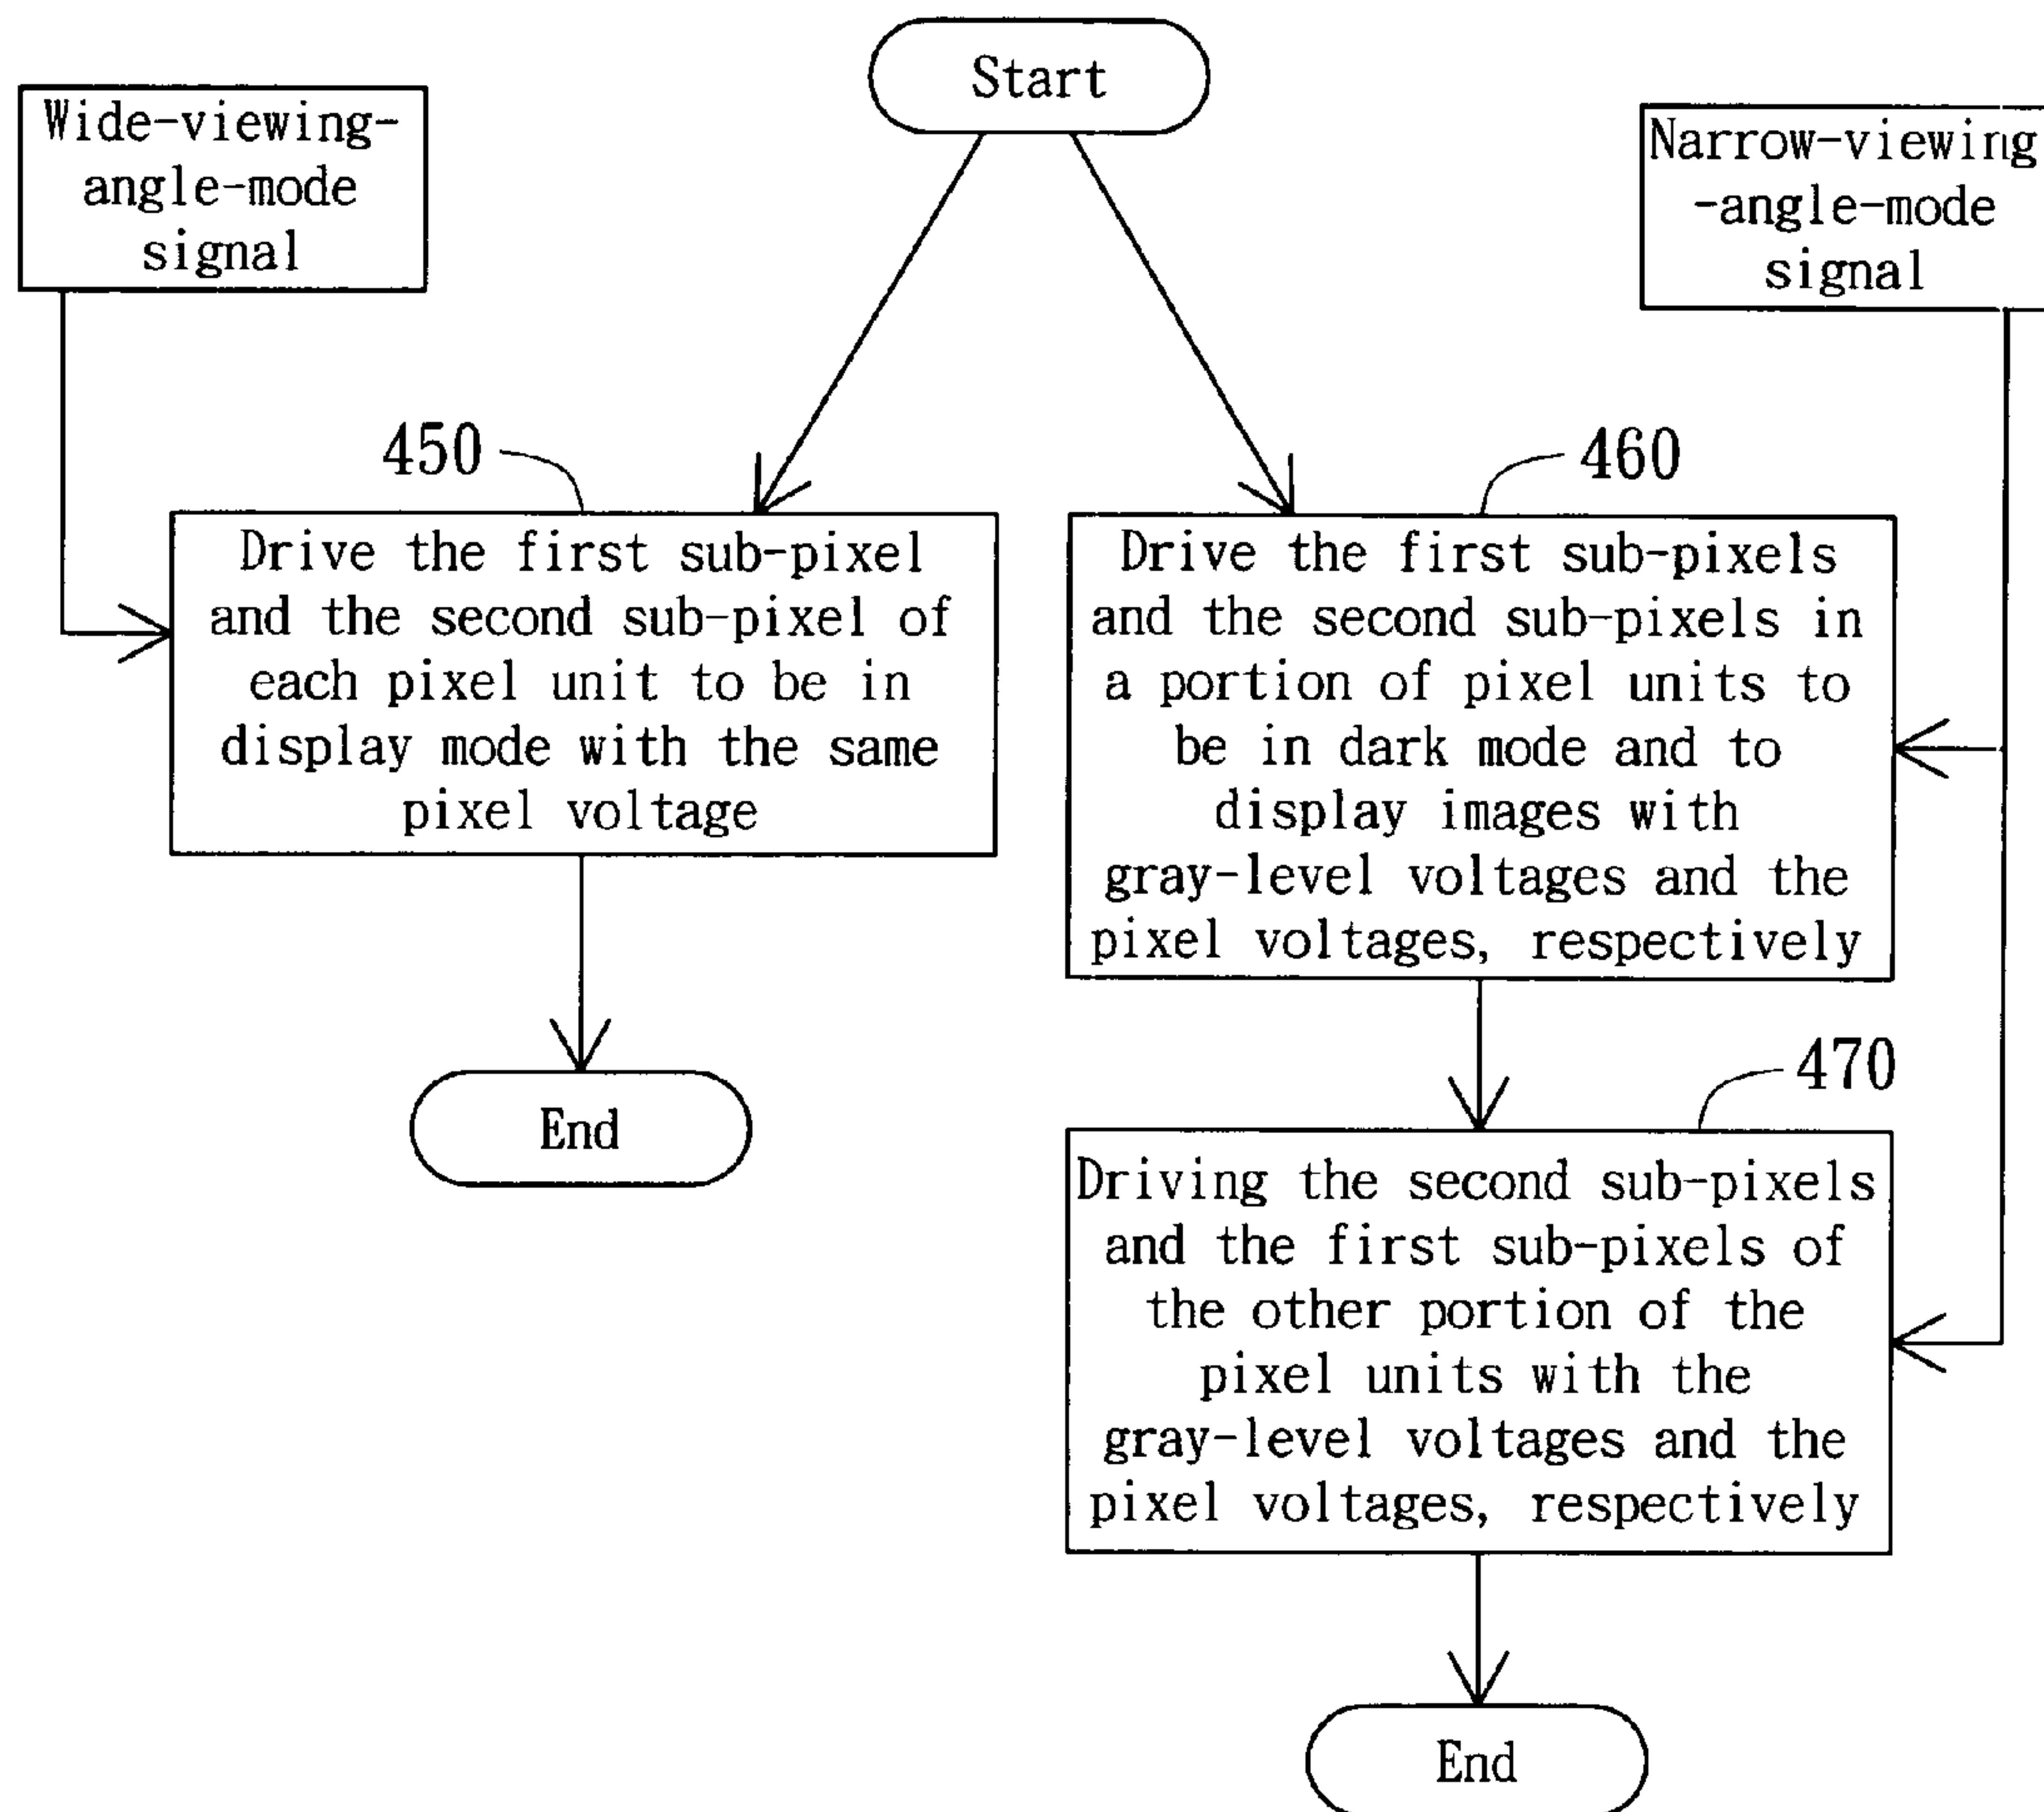 Start
Wide-viewing-
angle-mode
signal
Narrow-viewing
-angle-mode
signal
450
Drive the first sub-pixel
and the second sub-pixel of
each pixel unit to be in
display mode with the same
pixel voltage
End
460
Drive the first sub-pixels
and the second sub-pixels in
a portion of pixel units to
be in dark mode and to
display images with
gray-level voltages and the
pixel voltages, respectively
470
Driving the second sub-pixels
and the first sub-pixels of
the other portion of the
pixel units with the
gray-level voltages and the
pixel voltages, respectively
End